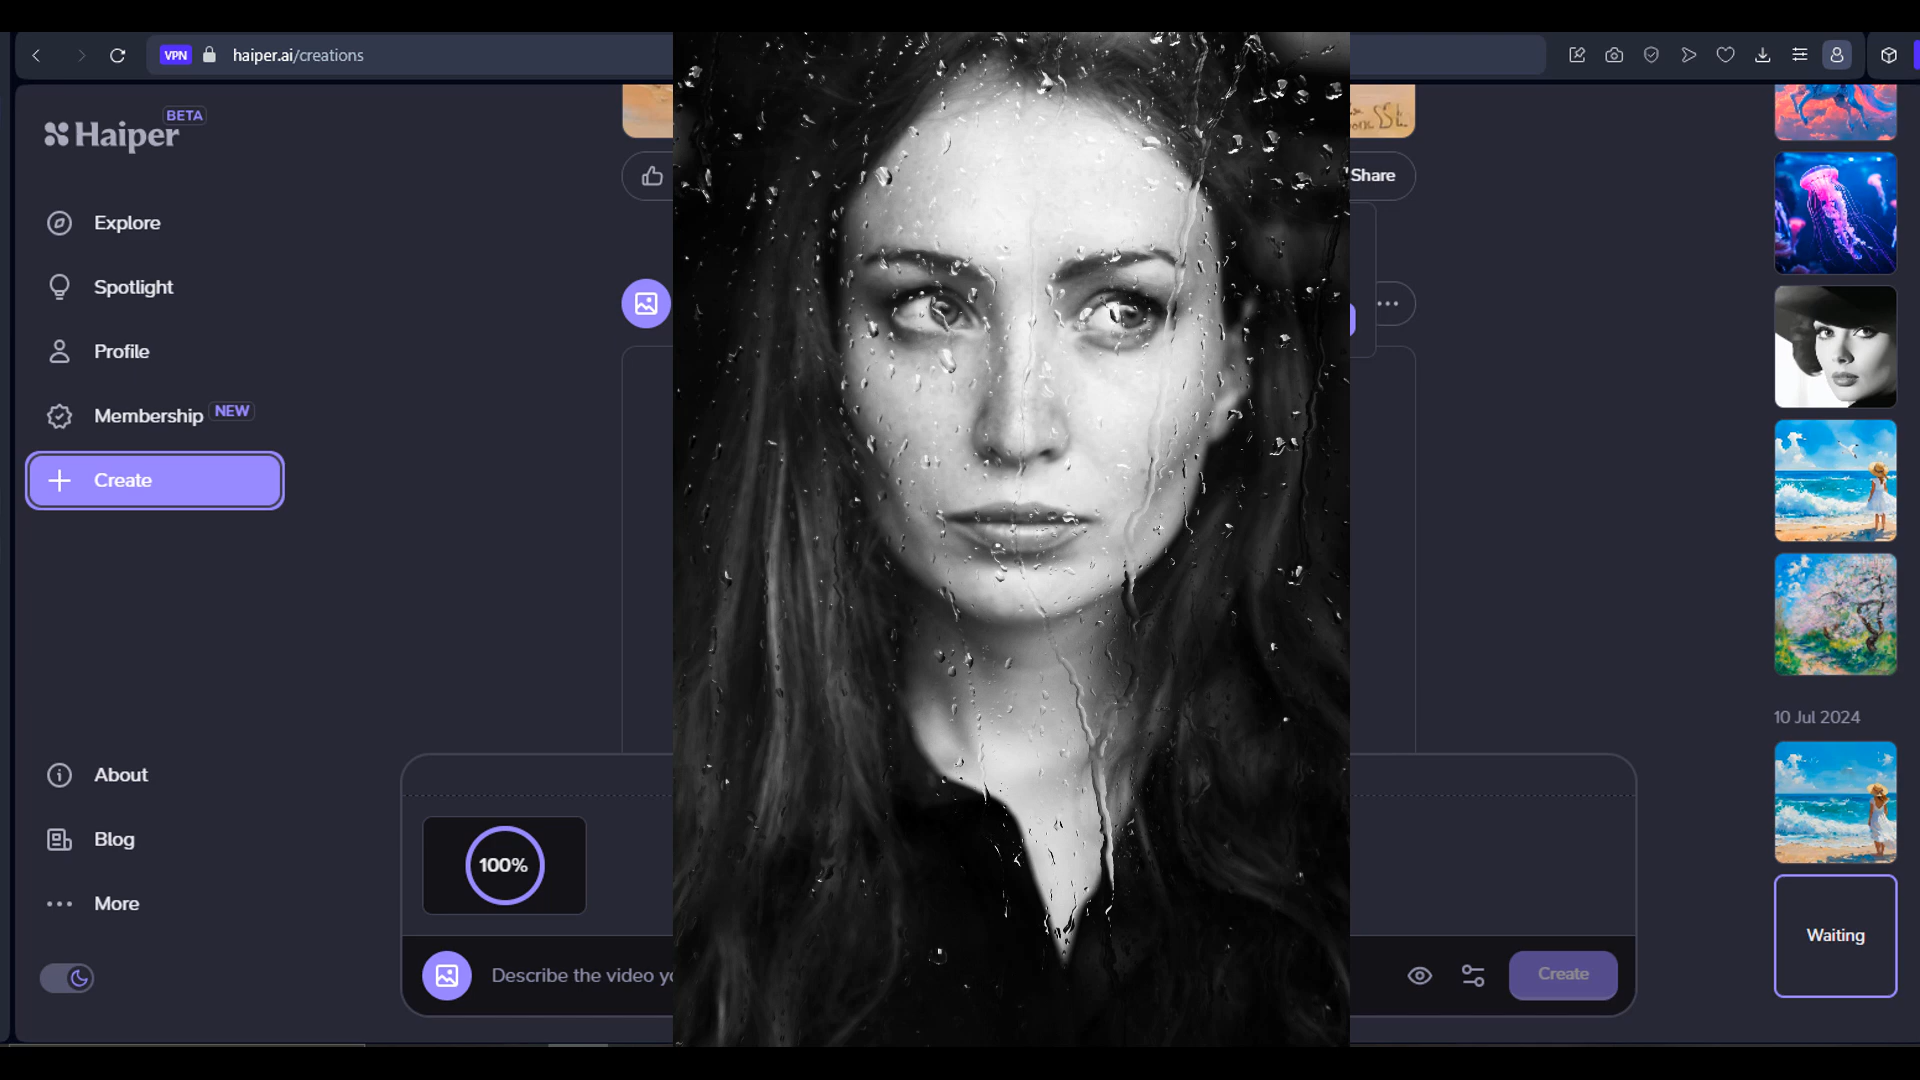 VPN
haiper.ai/creations
Haiper BETA
Explore
Spotlight
Profile
Membership NEW
Create
About
Blog
More
Share
100%
Describe the video
Create
10 Jul 2024
Waiting